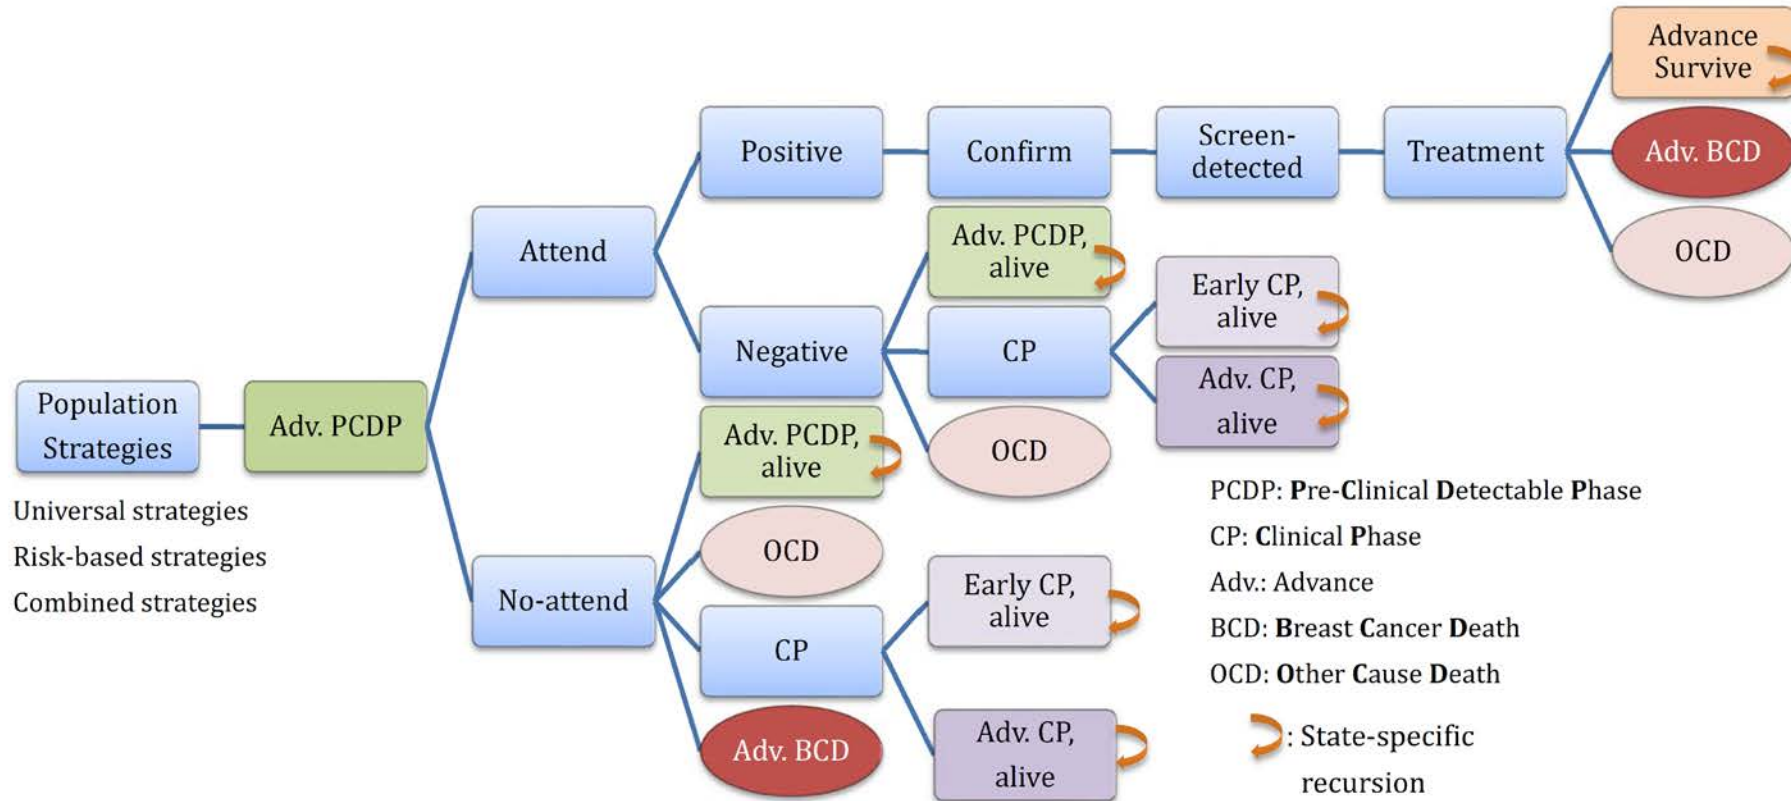 Population
Strategies
Universal strategies
Risk-based strategies
Combined strategies
Adv. PCDP
Attend
No-attend
Positive
Negative
Adv. PCDP,
alive
OCD
CP
Adv. BCD
Confirm
Adv. PCDP,
alive
CP
OCD
Early CP,
alive
Adv. CP,
alive
Screen-
detected
Early CP,
alive
Adv. CP,
alive
Treatment
Advance
Survive
Adv. BCD
OCD
PCDP: Pre-Clinical Detectable Phase
CP: Clinical Phase
Adv.: Advance
BCD: Breast Cancer Death
OCD: Other Cause Death
: State-specific
recursion